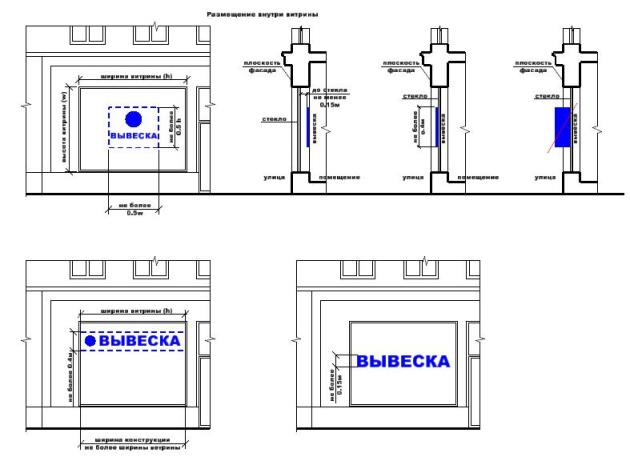 Размещение внутри витрины
ширина витрины (h)
высота витрины (w)
ВЫВЕСКА
не более
0.5 h
не более
0.5w
плоскость
фасада
до стекла
не менее
0.15м
стекло
вывеска
улица
помещение
плоскость
фасада
стекло
не более
0.4м
вывеска
улица
помещение
плоскость
фасада
стекло
вывеска
улица
ширина витрины (h)
ВЫВЕСКА
не более 0.4м
ширина конструкции
не более ширины ветрины
ВЫВЕСКА
не более
0.15м